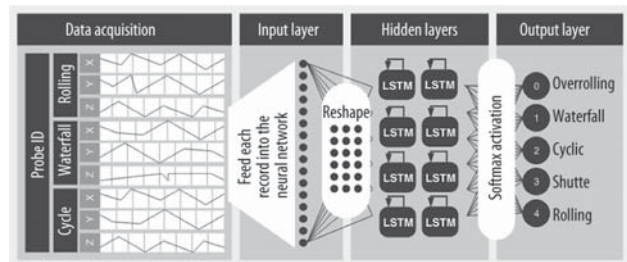 Data acquisition
Input layer
Hidden layers
Output layer
Probe ID
Rolling
X
Y
Z
Waterfall
X
Y
Z
Cycle
X
Y
Z
Feed each
record into the
neural network
Reshape
LSTM LSTM
LSTM LSTM
LSTM LSTM
LSTM LSTM
Softmax activation
0 Overrolling
1 Waterfall
2 Cyclic
3 Shutte
4 Rolling